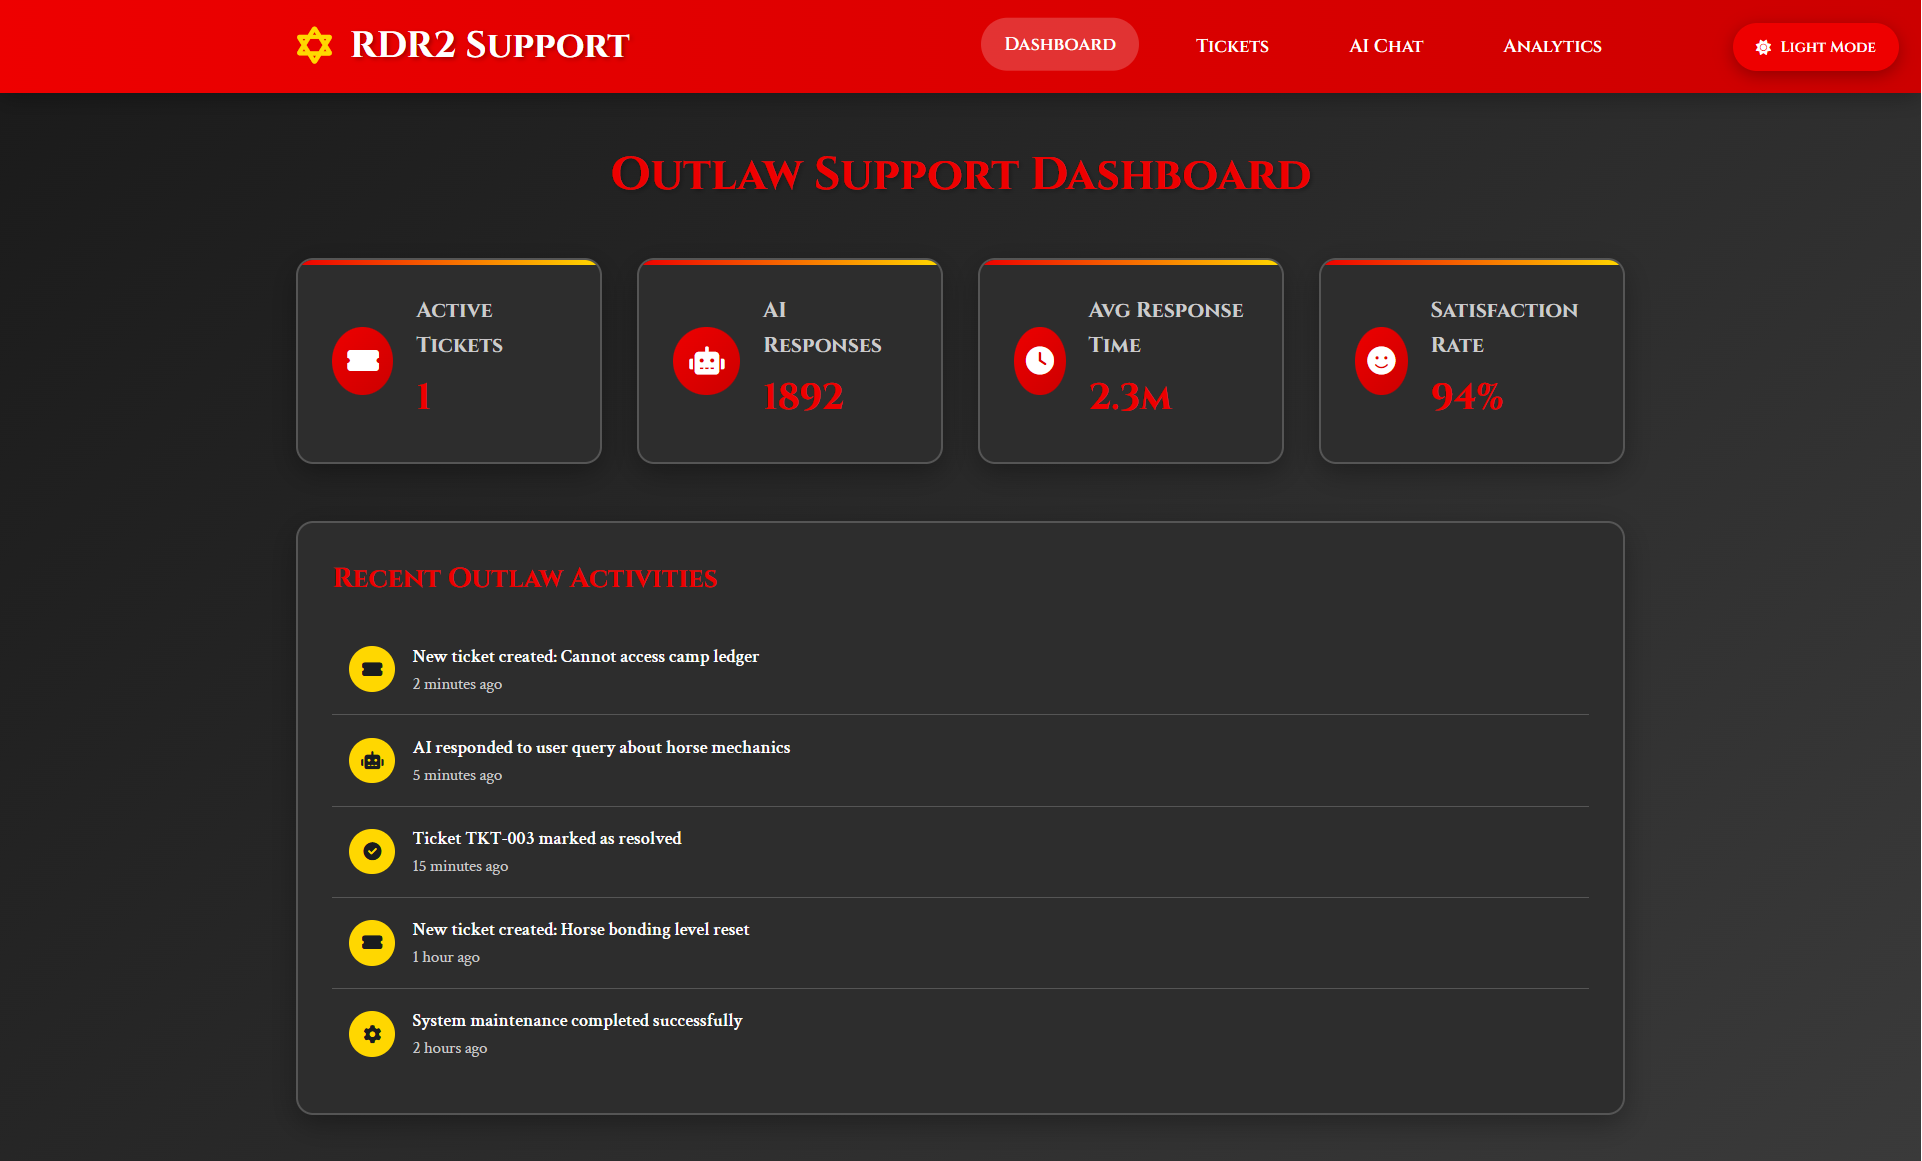 RDR2 Support
Dashboard
Tickets
AI Chat
Analytics
Light Mode
Outlaw Support Dashboard
Active
Tickets
1
AI
Responses
1892
Avg Response
Time
2.3m
Satisfaction
Rate
94%
Recent Outlaw Activities
New ticket created: Cannot access camp ledger
2 minutes ago
AI responded to user query about horse mechanics
5 minutes ago
Ticket TKT-003 marked as resolved
15 minutes ago
New ticket created: Horse bonding level reset
1 hour ago
System maintenance completed successfully
2 hours ago